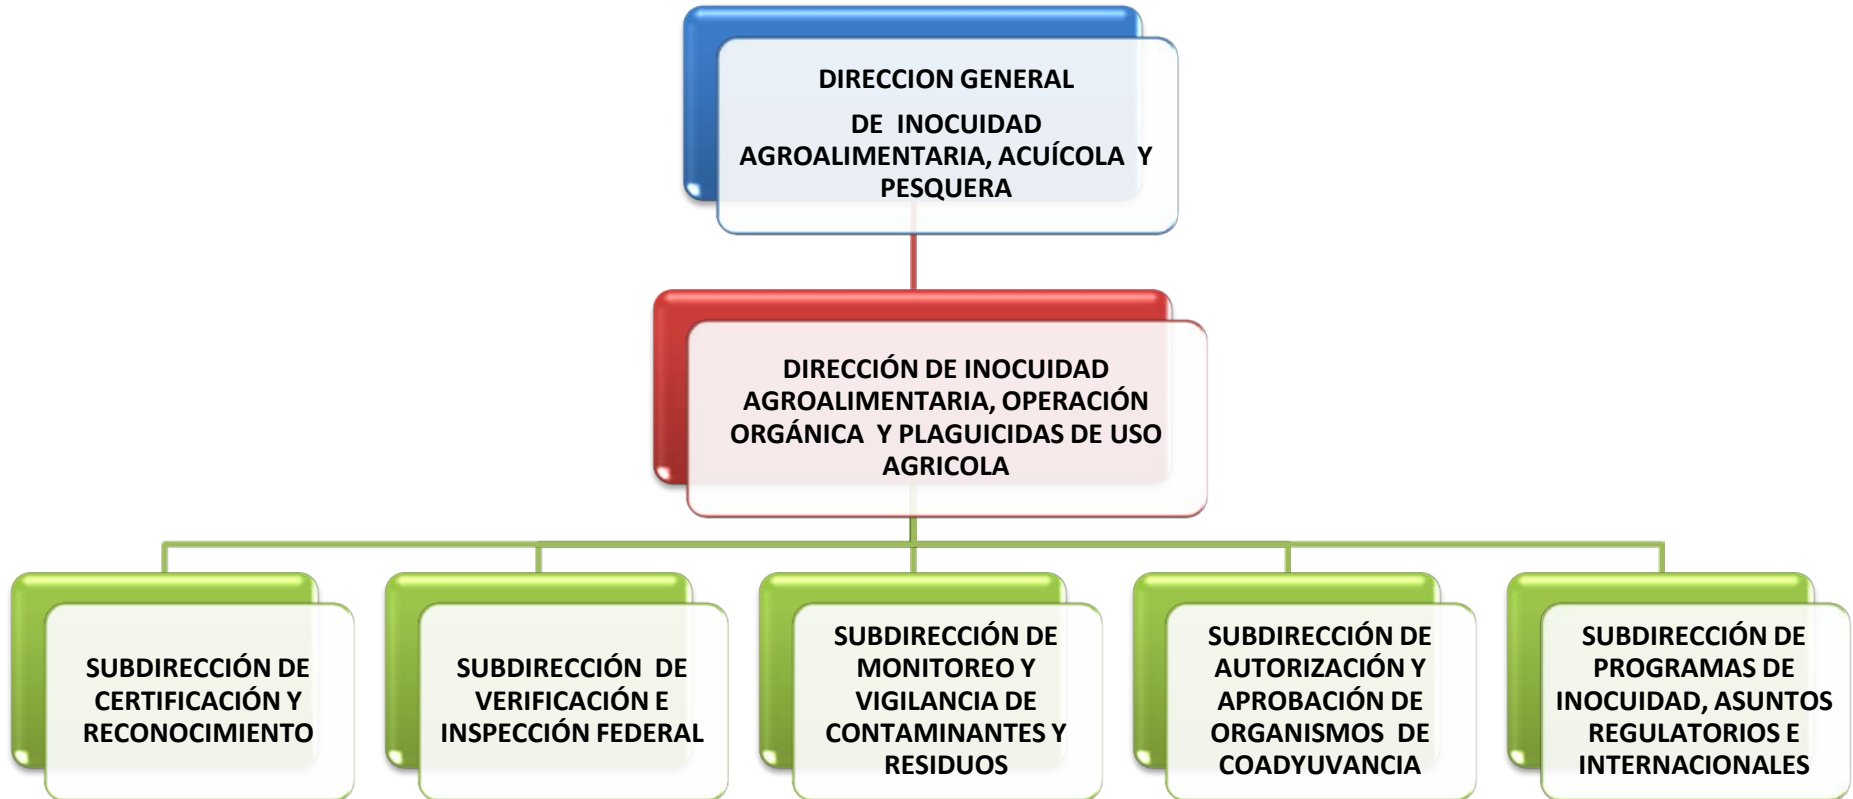 DIRECCION GENERAL
DE INOCUIDAD
AGROALIMENTARIA, ACUÍCOLA Y
PESQUERA
DIRECCIÓN DE INOCUIDAD
AGROALIMENTARIA, OPERACIÓN
ORGÁNICA Y PLAGUICIDAS DE USO
AGRICOLA
SUBDIRECCIÓN DE
CERTIFICACIÓN Y
RECONOCIMIENTO
SUBDIRECCIÓN DE
VERIFICACIÓN E
INSPECCIÓN FEDERAL
SUBDIRECCIÓN DE
MONITOREO Y
VIGILANCIA DE
CONTAMINANTES Y
RESIDUOS
SUBDIRECCIÓN DE
AUTORIZACIÓN Y
APROBACIÓN DE
ORGANISMOS DE
COADYUVANCIA
SUBDIRECCIÓN DE
PROGRAMAS DE
INOCUIDAD, ASUNTOS
REGULATORIOS E
INTERNACIONALES